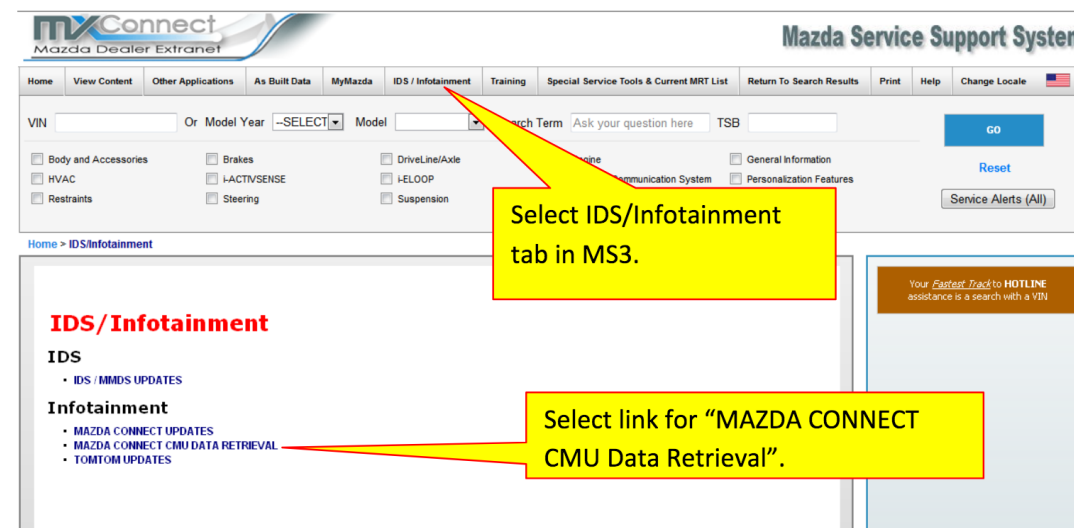 mxConnect
Mazda Dealer Extranet
Mazda Service Support System
Home View Content Other Applications As Built Data MyMazda IDS / Infotainment Training Special Service Tools & Current MRT List Return To Search Results Print Help Change Locale
VIN Or Model Year --SELECT Model Search Term Ask your question here TSB
GO
Body and Accessories Brakes DriveLine/Axle General Information
HVAC i-ACTIVSENSE i-ELOOP Communication System Personalization Features
Reset
Restraints Steering Suspension
Service Alerts (All)
Select IDS/Infotainment
tab in MS3.
Home > IDS/Infotainment
Your Fastest Track to HOTLINE
assistance is a search with a VIN
IDS/Infotainment
IDS
• IDS / MMDS UPDATES
Infotainment
• MAZDA CONNECT UPDATES
• MAZDA CONNECT CMU DATA RETRIEVAL
• TOMTOM UPDATES
Select link for “MAZDA CONNECT
CMU Data Retrieval”.